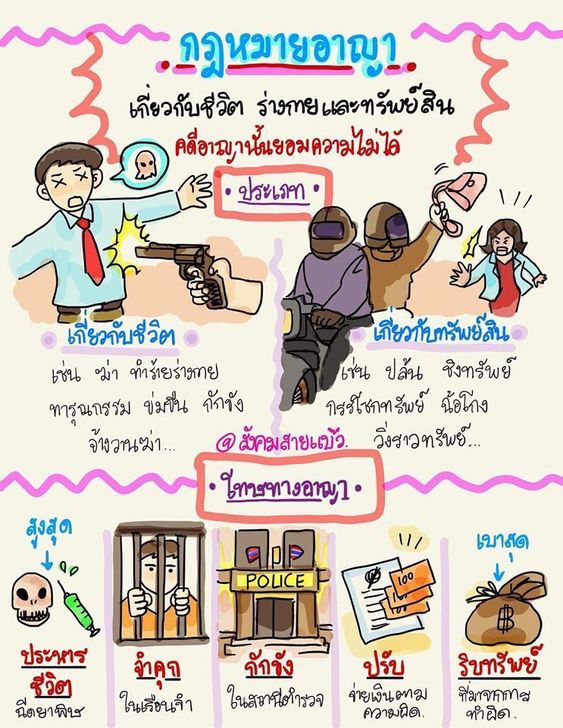 กฎหมายอาญา
เกี่ยวกับชีวิต ร่างกายและทรัพย์สิน
คดีอาญานั้นยอมความไม่ได้
ประเภท
เกี่ยวกับชีวิต
เช่น ฆ่า ทำร้ายร่างกาย
ทารุณกรรม ข่มขืน กักขัง
จ้างวานฆ่า...
เกี่ยวกับทรัพย์สิน
เช่น ปล้น ชิงทรัพย์
กรรโชกทรัพย์ ฉ้อโกง
วิ่งราวทรัพย์...
@สังคมสายแบ๊ว.
โทษทางอาญา
สูงสุด
ประหาร
ชีวิต
ฉีดยาพิษ
จำคุก
ในเรือนจำ
POLICE
กักขัง
ในสถานีตำรวจ
100
100
100
ปรับ
จ่ายเงินตาม
ความผิด.
เบาสุด
฿
ริบทรัพย์
ที่มาจากการ
ทำผิด.